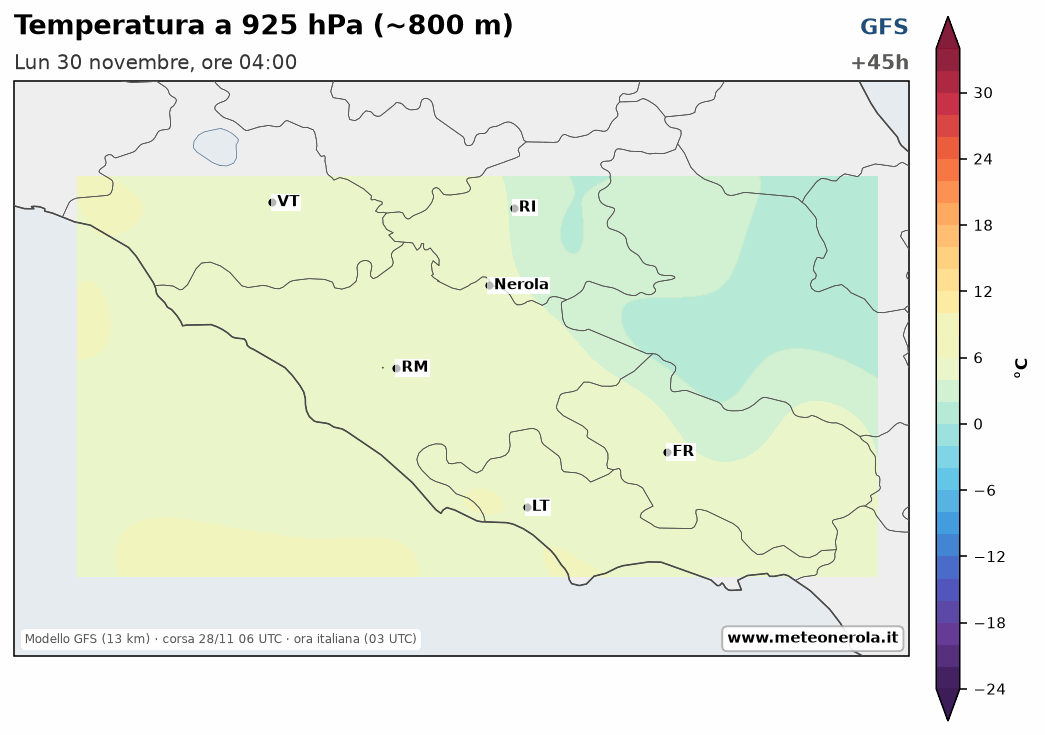 Temperatura a 925 hPa (~800 m)
GFS
Lun 30 novembre, ore 04:00
+45h
VT
RI
Nerola
RM
FR
LT
30
24
18
12
6
0
−6
−12
−18
−24
°C
Modello GFS (13 km) · corsa 28/11 06 UTC · ora italiana (03 UTC)
www.meteonerola.it